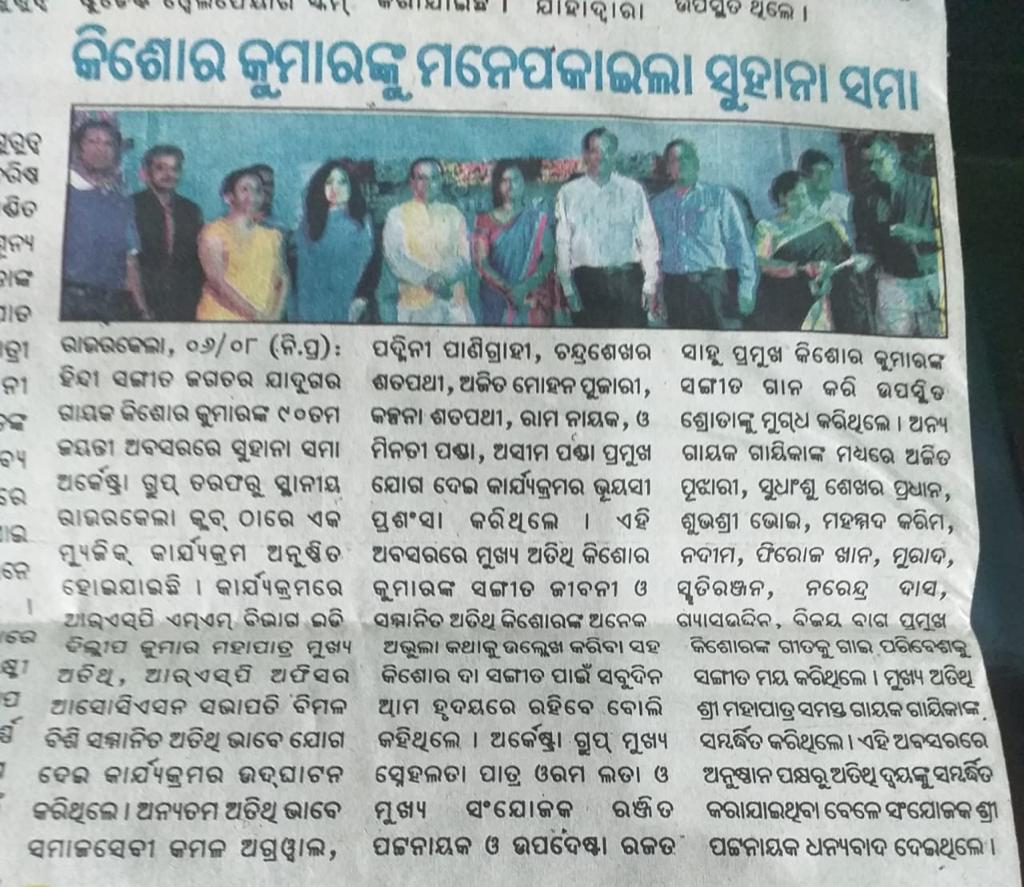 କିଶୋର କୁମାରଙ୍କୁ ମନେପକାଇଲା ସୁହାନା ସମା
ରାଉରକେଲା, ୦୬/୦୮ (ନି.ପ୍ର):
ହିନ୍ଦୀ ସଙ୍ଗୀତ ଜଗତର ଯାଦୁଗର
ଗାୟକ କିଶୋର କୁମାରଙ୍କ ୯୦ତମ
ଜୟନ୍ତୀ ଅବସରରେ ସୁହାନା ସମା
ଅର୍କେଷ୍ଟ୍ରା ଗ୍ରୁପ୍ ତରଫରୁ ସ୍ଥାନୀୟ
ରାଉରକେଲା କ୍ଲବ୍ ଠାରେ ଏକ
ମ୍ୟୁଜିକ୍ କାର୍ଯ୍ୟକ୍ରମ ଅନୁଷ୍ଠିତ
ହୋଇଯାଇଛି । କାର୍ଯ୍ୟକ୍ରମରେ
ଆର୍‌ଏସ୍‌ପି ଏମ୍‌ଏମ୍ ବିଭାଗ ଇଡି
ଦିଲ୍ଲୀପ କୁମାର ମହାପାତ୍ର ମୁଖ୍ୟ
ଅତିଥି, ଆର୍‌ଏସ୍‌ପି ଅଫିସର
ଆସୋସିଏସନ ସଭାପତି ବିମଳ
ବିଶି ସମ୍ମାନିତ ଅତିଥି ଭାବେ ଯୋଗ
ଦେଇ କାର୍ଯ୍ୟକ୍ରମର ଉଦ୍‌ଘାଟନ
କରିଥିଲେ । ଅନ୍ୟତମ ଅତିଥି ଭାବେ
ସମାଜସେବୀ କମଳ ଅଗ୍ରୱାଲ,
ପଦ୍ମିନୀ ପାଣିଗ୍ରାହୀ, ଚନ୍ଦ୍ରଶେଖର
ଶତପଥୀ, ଅଜିତ ମୋହନ ପୂଜାରୀ,
କଳ୍ପନା ଶତପଥୀ, ରାମ ନାୟକ, ଓ
ମିନତୀ ପଣ୍ଡା, ଅସୀମ ପଣ୍ଡା ପ୍ରମୁଖ
ଯୋଗ ଦେଇ କାର୍ଯ୍ୟକ୍ରମର ଭୂୟସୀ
ପ୍ରଶଂସା କରିଥିଲେ । ଏହି
ଅବସରରେ ମୁଖ୍ୟ ଅତିଥି କିଶୋର
କୁମାରଙ୍କ ସଙ୍ଗୀତ ଜୀବନୀ ଓ
ସମ୍ମାନିତ ଅତିଥି କିଶୋରଙ୍କ ଅନେକ
ଅଭୁଲା କଥାକୁ ଉଲ୍ଲେଖ କରିବା ସହ
କିଶୋର ଦା ସଙ୍ଗୀତ ପାଇଁ ସବୁଦିନ
ଆମ ହୃଦୟରେ ରହିବେ ବୋଲି
କହିଥିଲେ । ଅର୍କେଷ୍ଟ୍ରା ଗ୍ରୁପ୍ ମୁଖ୍ୟ
ସ୍ନେହଲତା ପାତ୍ର ଓରମ ଲତା ଓ
ମୁଖ୍ୟ ସଂଯୋଜକ ରଞ୍ଜିତ
ପଟ୍ଟନାୟକ ଓ ଉପଦେଷ୍ଟା ରଜତ
ସାହୁ ପ୍ରମୁଖ କିଶୋର କୁମାରଙ୍କ
ସଙ୍ଗୀତ ଗାନ କରି ଉପସ୍ଥିତ
ଶ୍ରୋତାଙ୍କୁ ମୁଗ୍‌ଧ କରିଥିଲେ । ଅନ୍ୟ
ଗାୟକ ଗାୟିକାଙ୍କ ମଧ୍ୟରେ ଅଜିତ
ପୂଝାରୀ, ସୁଧାଂଶୁ ଶେଖର ପ୍ରଧାନ,
ଶୁଭଶ୍ରୀ ଭୋଇ, ମହମ୍ମଦ କରିମ,
ନଦୀମ, ଫିରୋଜ ଖାନ, ମୁରାଦ,
ସ୍ମୃତିରଞ୍ଜନ, ନରେନ୍ଦ୍ର ଦାସ,
ଗ୍ୟାସଉଦ୍ଦିନ, ବିଜୟ ବାଗ ପ୍ରମୁଖ
କିଶୋରଙ୍କ ଗୀତକୁ ଗାଇ ପରିବେଶକୁ
ସଙ୍ଗୀତ ମୟ କରିଥିଲେ । ମୁଖ୍ୟ ଅତିଥି
ଶ୍ରୀ ମହାପାତ୍ର ସମସ୍ତ ଗାୟକ ଗାୟିକାଙ୍କ
ସମ୍ବର୍ଦ୍ଧିତ କରିଥିଲେ । ଏହି ଅବସରରେ
ଅନୁଷ୍ଠାନ ପକ୍ଷରୁ ଅତିଥି ଦ୍ୱୟଙ୍କୁ ସମ୍ବର୍ଦ୍ଧିତ
କରାଯାଇଥିବା ବେଳେ ସଂଯୋଜକ ଶ୍ରୀ
ପଟ୍ଟନାୟକ ଧନ୍ୟବାଦ ଦେଇଥିଲେ ।